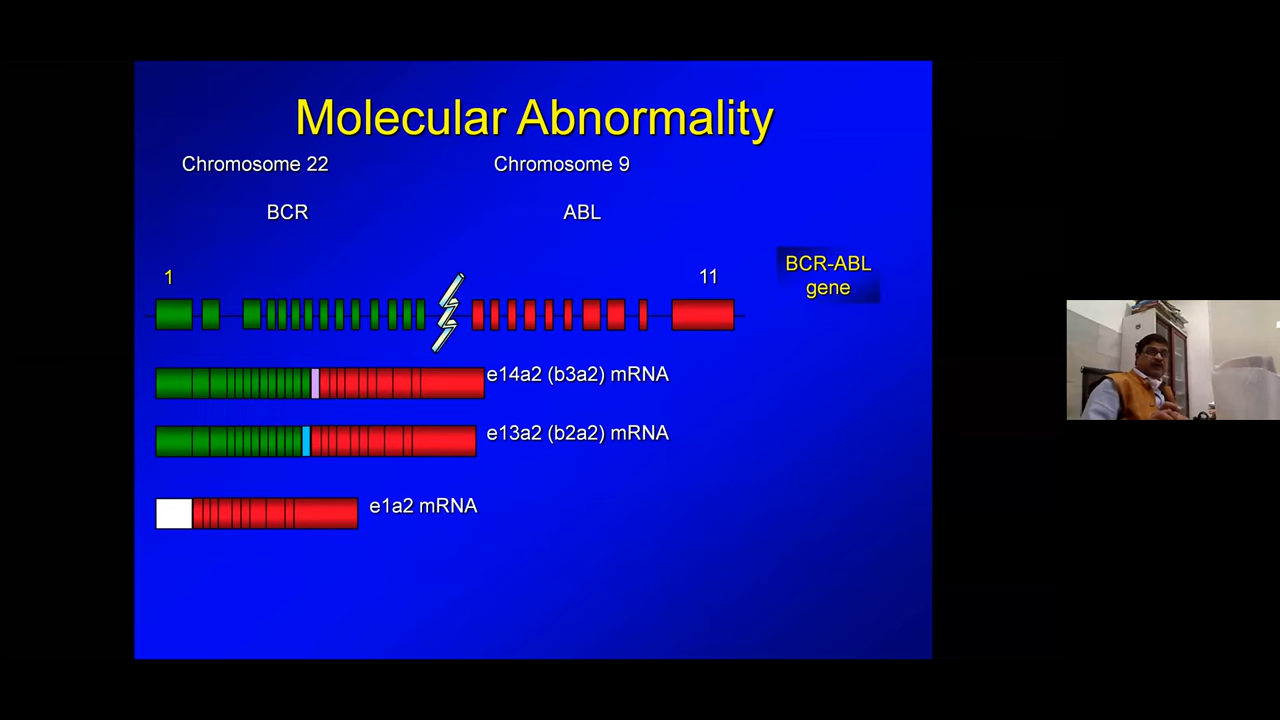 Molecular Abnormality
Chromosome 22
Chromosome 9
BCR
ABL
1
11
BCR-ABL
gene
e14a2 (b3a2) mRNA
e13a2 (b2a2) mRNA
e1a2 mRNA